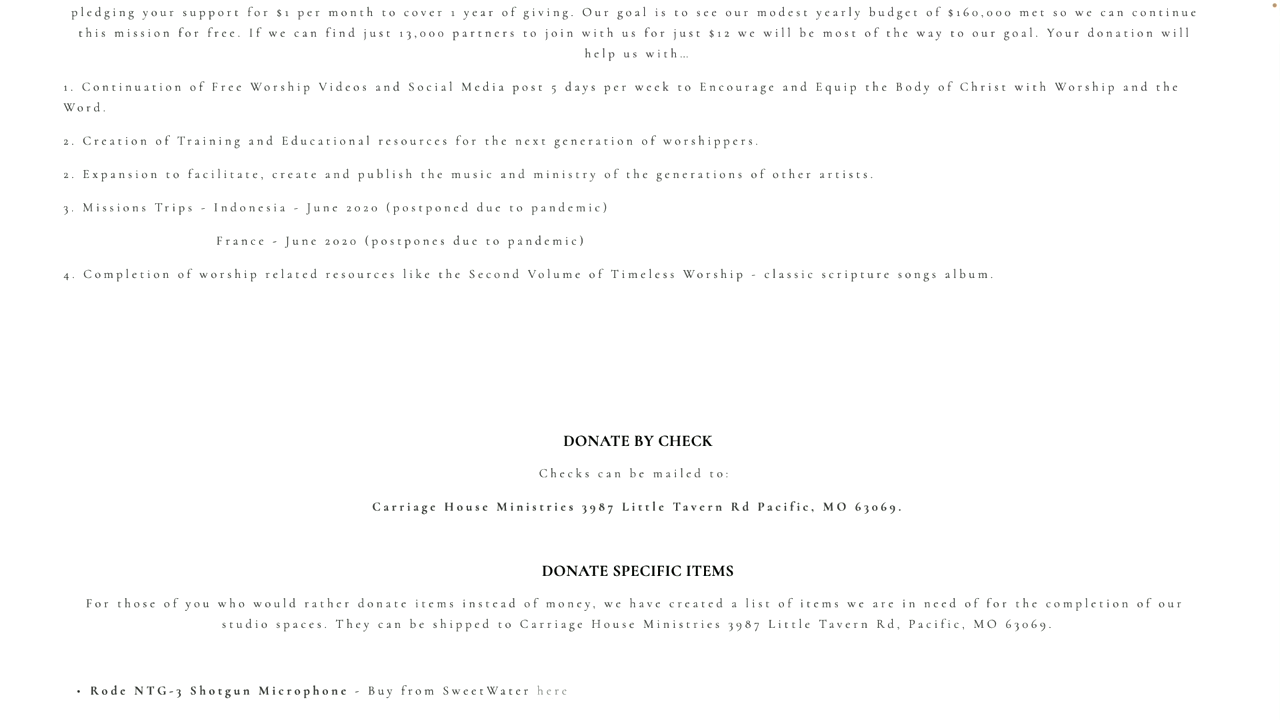 pledging your support for $1 per month to cover 1 year of giving. Our goal is to see our modest yearly budget of $160,000 met so we can continue
this mission for free. If we can find just 13,000 partners to join with us for just $12 we will be most of the way to our goal. Your donation will
help us with…
1. Continuation of Free Worship Videos and Social Media post 5 days per week to Encourage and Equip the Body of Christ with Worship and the
Word.
2. Creation of Training and Educational resources for the next generation of worshippers.
2. Expansion to facilitate, create and publish the music and ministry of the generations of other artists.
3. Missions Trips - Indonesia - June 2020 (postponed due to pandemic)
France - June 2020 (postpones due to pandemic)
4. Completion of worship related resources like the Second Volume of Timeless Worship - classic scripture songs album.
DONATE BY CHECK
Checks can be mailed to:
Carriage House Ministries 3987 Little Tavern Rd Pacific, MO 63069.
DONATE SPECIFIC ITEMS
For those of you who would rather donate items instead of money, we have created a list of items we are in need of for the completion of our
studio spaces. They can be shipped to Carriage House Ministries 3987 Little Tavern Rd, Pacific, MO 63069.
• Rode NTG-3 Shotgun Microphone - Buy from SweetWater here